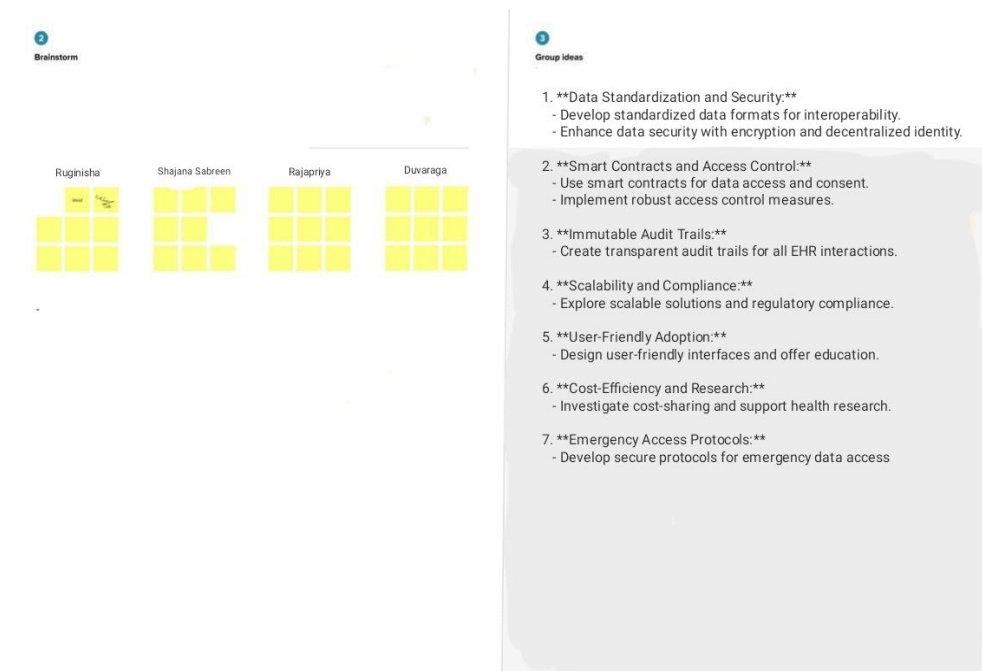 2
Brainstorm
Ruginisha
Shajana Sabreen
Rajapriya
Duvaraga
3
Group ideas
1. **Data Standardization and Security:**
- Develop standardized data formats for interoperability.
- Enhance data security with encryption and decentralized identity.
2. **Smart Contracts and Access Control:**
- Use smart contracts for data access and consent.
- Implement robust access control measures.
3. **Immutable Audit Trails:**
- Create transparent audit trails for all EHR interactions.
4. **Scalability and Compliance:**
- Explore scalable solutions and regulatory compliance.
5. **User-Friendly Adoption:**
- Design user-friendly interfaces and offer education.
6. **Cost-Efficiency and Research:**
- Investigate cost-sharing and support health research.
7. **Emergency Access Protocols:**
- Develop secure protocols for emergency data access